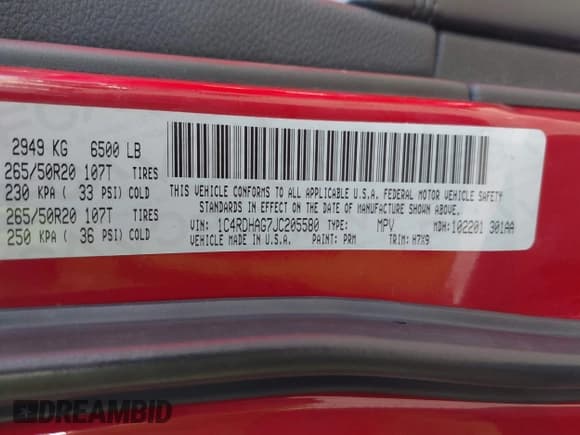 2949 KG 6500 LB
265/50R20 107T TIRES
230 KPA ( 33 PSI) COLD
265/50R20 107T TIRES
250 KPA ( 36 PSI) COLD
THIS VEHICLE CONFORMS TO ALL APPLICABLE U.S.A. FEDERAL MOTOR VEHICLE SAFETY
STANDARDS IN EFFECT ON THE DATE OF MANUFACTURE SHOWN ABOVE.
VIN: 1C4RDHAG7JC205580 TYPE: MPV MDH: 102201 301AA
VEHICLE MADE IN U.S.A. PAINT: PRM TRIM: H7X9
DREAMBID